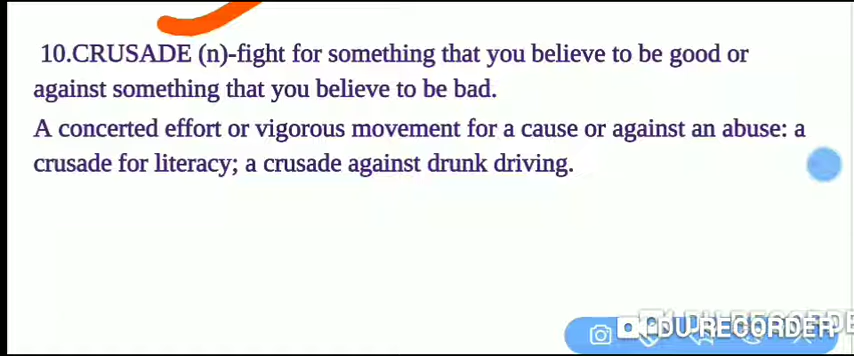 10.CRUSADE (n)-fight for something that you believe to be good or
against something that you believe to be bad.
A concerted effort or vigorous movement for a cause or against an abuse: a
crusade for literacy; a crusade against drunk driving.
DU RECORDER